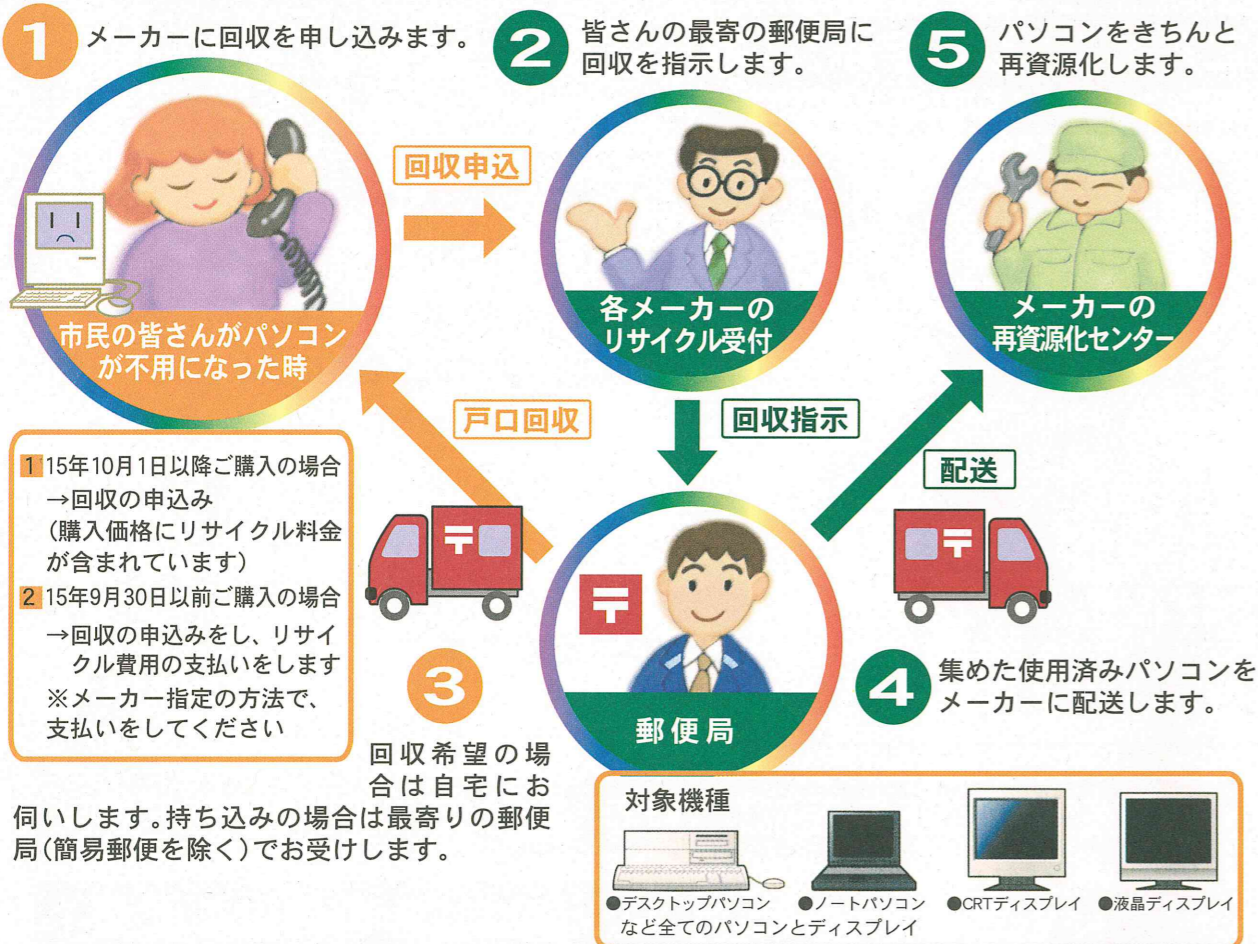 1 メーカーに回収を申し込みます。
市民の皆さんがパソコン
が不用になった時
回収申込
2 皆さんの最寄の郵便局に
回収を指示します。
各メーカーの
リサイクル受付
5 パソコンをきちんと
再資源化します。
メーカーの
再資源化センター
戸口回収
回収指示
配送
1 15年10月1日以降ご購入の場合
→回収の申込み
(購入価格にリサイクル料金
が含まれています)
2 15年9月30日以前ご購入の場合
→回収の申込みをし、リサイ
クル費用の支払いをします
※メーカー指定の方法で、
支払いをしてください
3
回収希望の場
合は自宅にお
伺いします。持ち込みの場合は最寄りの郵便
局(簡易郵便を除く)でお受けします。
〒
〒
〒
郵便局
4 集めた使用済みパソコンを
メーカーに配送します。
対象機種
●デスクトップパソコン ●ノートパソコン ●CRTディスプレイ ●液晶ディスプレイ
など全てのパソコンとディスプレイ